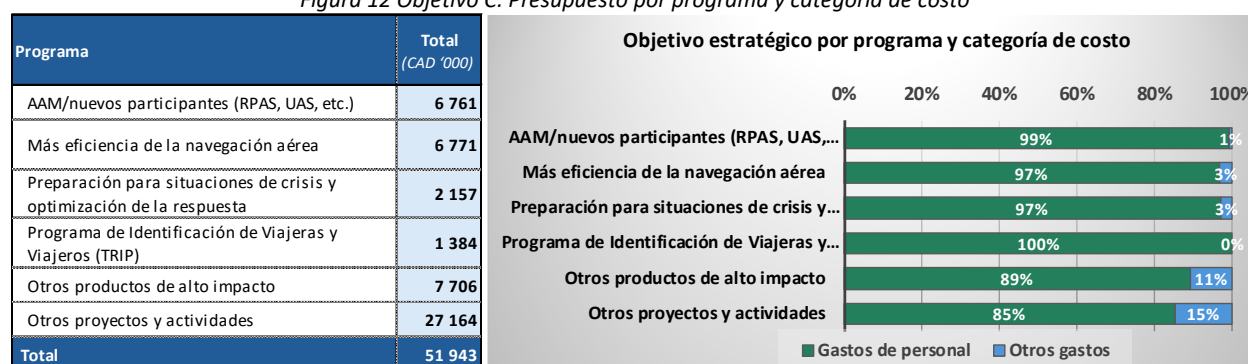 Figura 12 Objetivo C: Presupuesto por programa y categoría de costo
Programa
Total
(CAD ‘000)
AAM/nuevos participantes (RPAS, UAS, etc.)
6 761
Más eficiencia de la navegación aérea
6 771
Preparación para situaciones de crisis y
optimización de la respuesta
2 157
Programa de Identificación de Viajeras y
Viajeros (TRIP)
1 384
Otros productos de alto impacto
7 706
Otros proyectos y actividades
27 164
Total
51 943
Objetivo estratégico por programa y categoría de costo
0% 20% 40% 60% 80% 100%
AAM/nuevos participantes (RPAS, UAS,... 99% 1%
Más eficiencia de la navegación aérea 97% 3%
Preparación para situaciones de crisis y... 97% 3%
Programa de Identificación de Viajeras y... 100% 0%
Otros productos de alto impacto 89% 11%
Otros proyectos y actividades 85% 15%
Gastos de personal Otros gastos